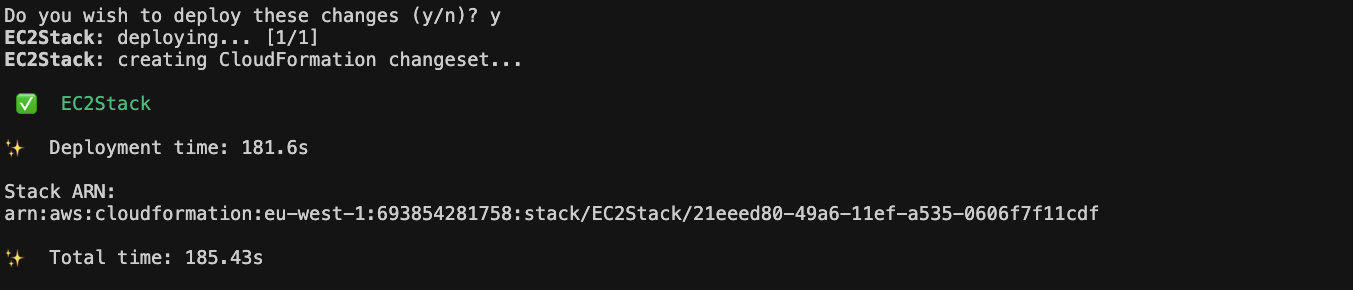 Do you wish to deploy these changes (y/n)? y
EC2Stack: deploying... [1/1]
EC2Stack: creating CloudFormation changeset...
✅ EC2Stack
✨ Deployment time: 181.6s
Stack ARN:
arn:aws:cloudformation:eu-west-1:693854281758:stack/EC2Stack/21eeed80-49a6-11ef-a535-0606f7f11cdf
✨ Total time: 185.43s